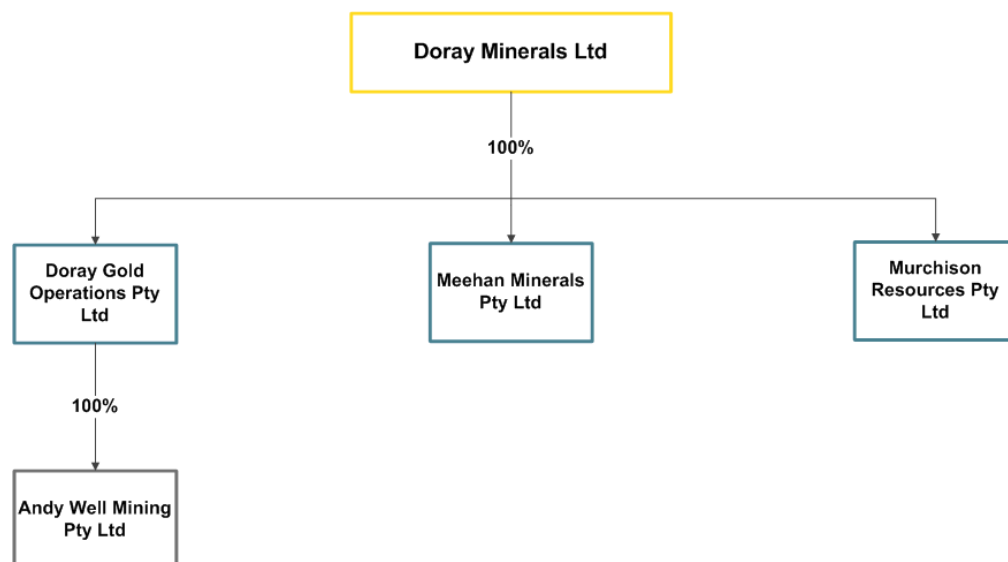 Doray Minerals Ltd
100%
Doray Gold
Operations Pty
Ltd
Meehan Minerals
Pty Ltd
Murchison
Resources Pty
Ltd
100%
Andy Well Mining
Pty Ltd